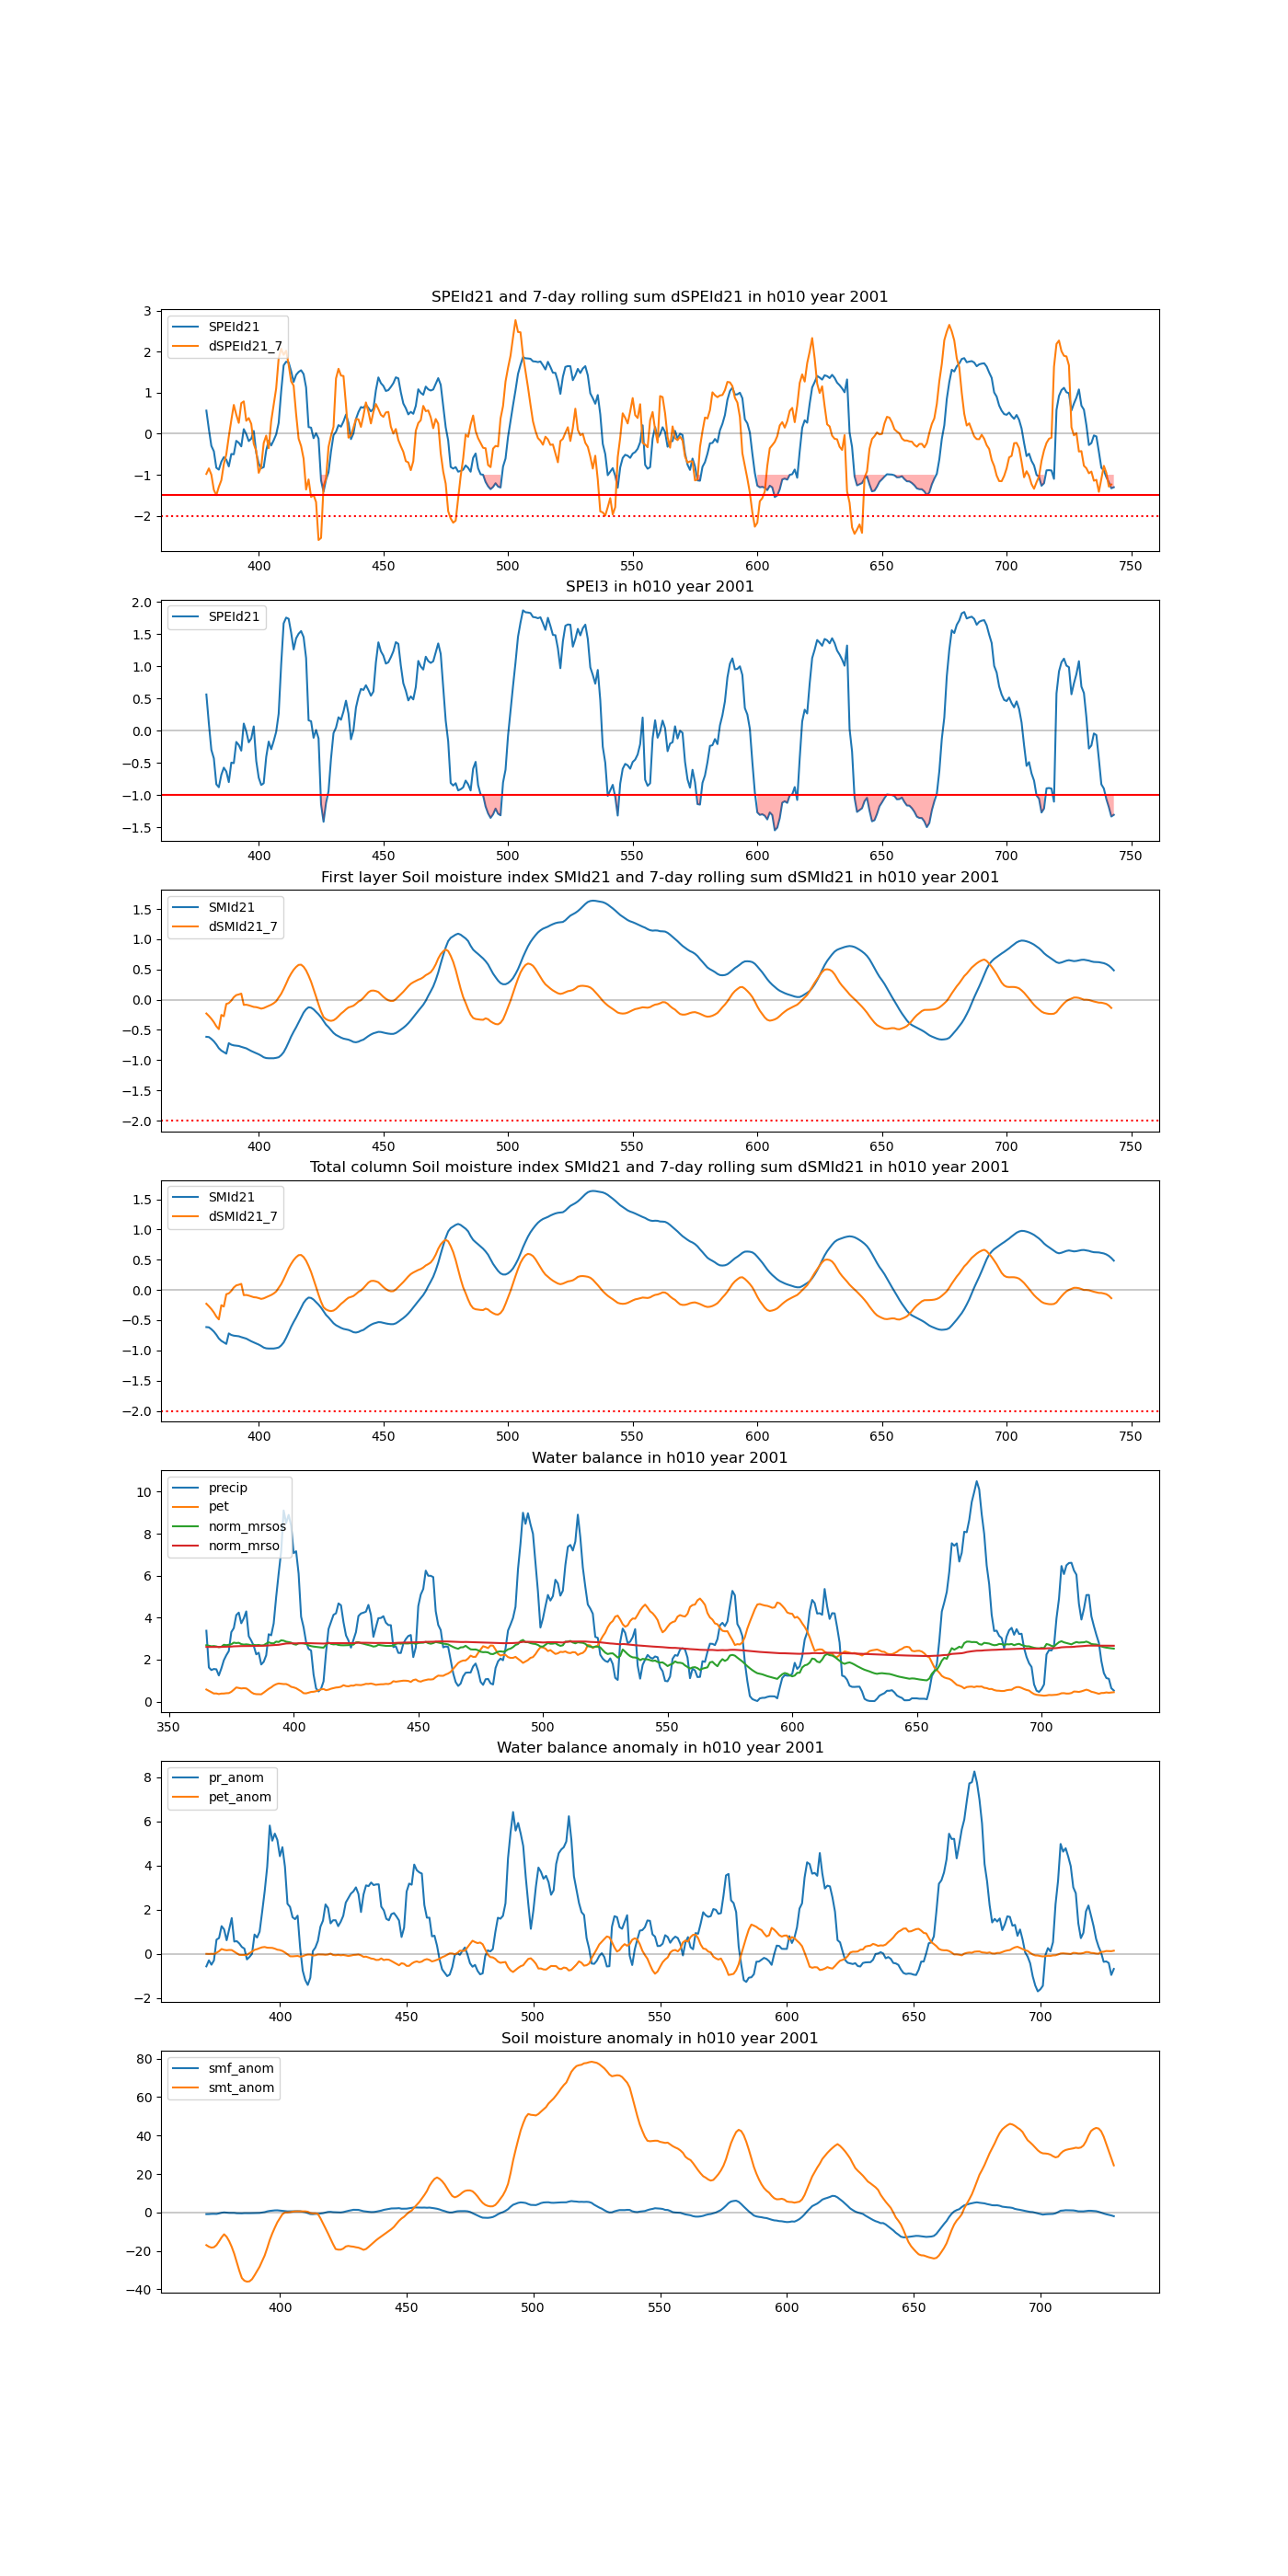 SPEId21 and 7-day rolling sum dSPEId21 in h010 year 2001
3
2
1
0
−1
−2
SPEId21
dSPEId21_7
400 450 500 550 600 650 700 750
SPEI3 in h010 year 2001
2.0
1.5
1.0
0.5
0.0
−0.5
−1.0
−1.5
SPEId21
400 450 500 550 600 650 700 750
First layer Soil moisture index SMId21 and 7-day rolling sum dSMId21 in h010 year 2001
1.5
1.0
0.5
0.0
−0.5
−1.0
−1.5
−2.0
SMId21
dSMId21_7
400 450 500 550 600 650 700 750
Total column Soil moisture index SMId21 and 7-day rolling sum dSMId21 in h010 year 2001
1.5
1.0
0.5
0.0
−0.5
−1.0
−1.5
−2.0
SMId21
dSMId21_7
400 450 500 550 600 650 700 750
Water balance in h010 year 2001
10
8
6
4
2
0
precip
pet
norm_mrsos
norm_mrso
350 400 450 500 550 600 650 700
Water balance anomaly in h010 year 2001
8
6
4
2
0
−2
pr_anom
pet_anom
400 450 500 550 600 650 700
Soil moisture anomaly in h010 year 2001
80
60
40
20
0
−20
−40
smf_anom
smt_anom
400 450 500 550 600 650 700